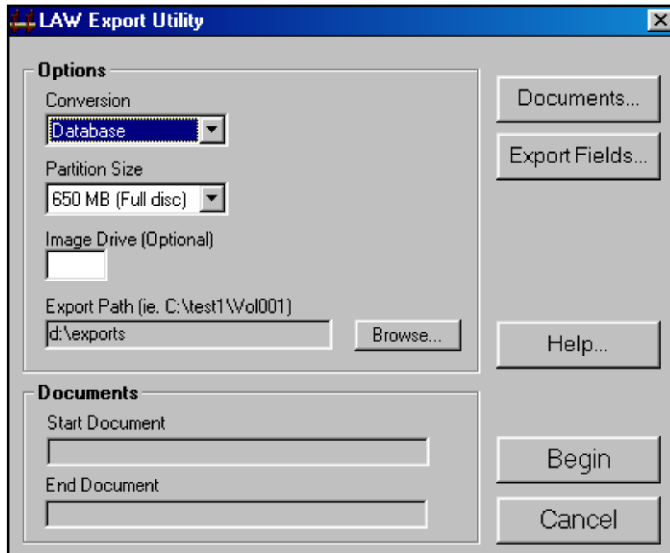 LAW Export Utility
Options
Conversion
Database
Partition Size
650 MB (Full disc)
Image Drive (Optional)
Export Path (ie. C:\test1\Vol001)
d:\exports
Browse...
Documents
Start Document
End Document
Documents...
Export Fields...
Help...
Begin
Cancel